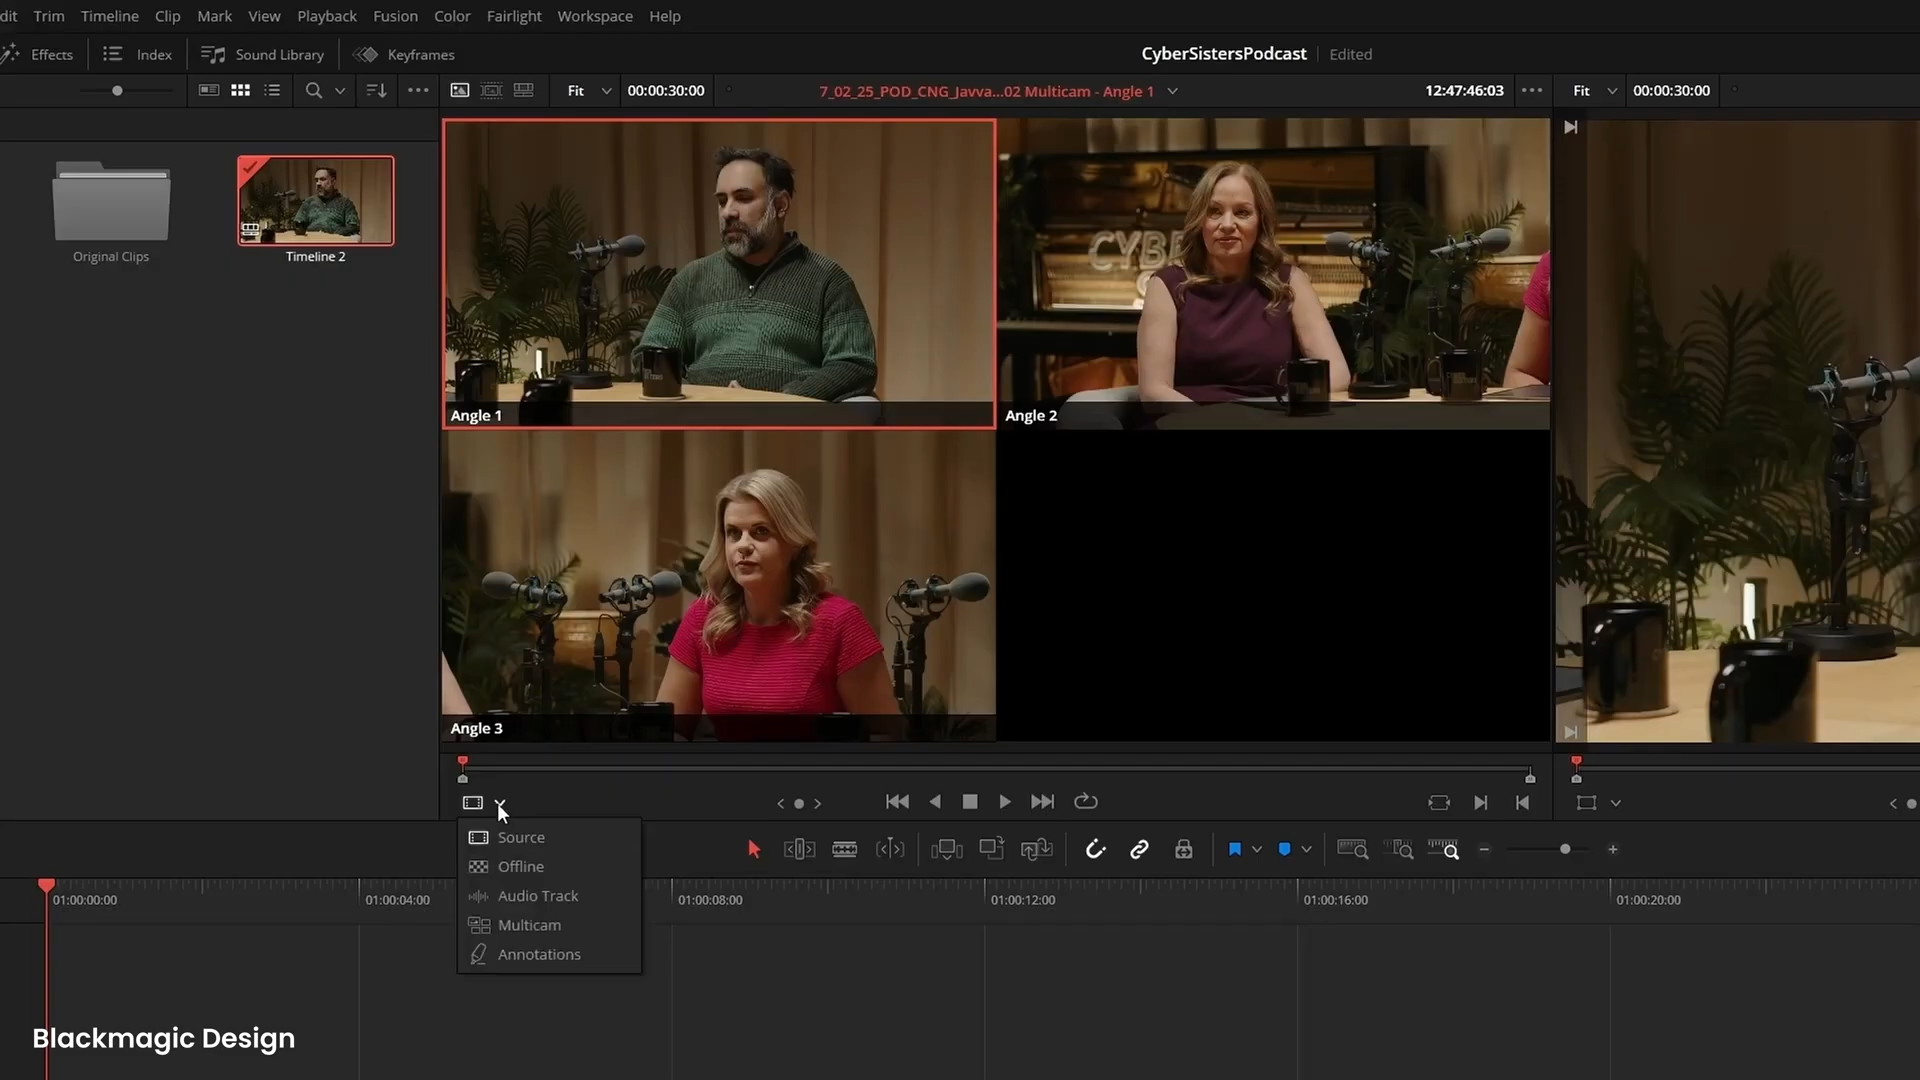 dit Trim Timeline Clip Mark View Playback Fusion Color Fairlight Workspace Help
Effects Index Sound Library Keyframes CyberSistersPodcast Edited
Fit 00:00:30:00 7_02_25_POD_CNG_Javva...02 Multicam - Angle 1 12:47:46:03 Fit 00:00:30:00
Original Clips Timeline 2
CYBE
Angle 1 Angle 2
Angle 3
Source
Offline
Audio Track
Multicam
Annotations
01:00:00:00 01:00:04:00 01:00:08:00 01:00:12:00 01:00:16:00 01:00:20:00
Blackmagic Design